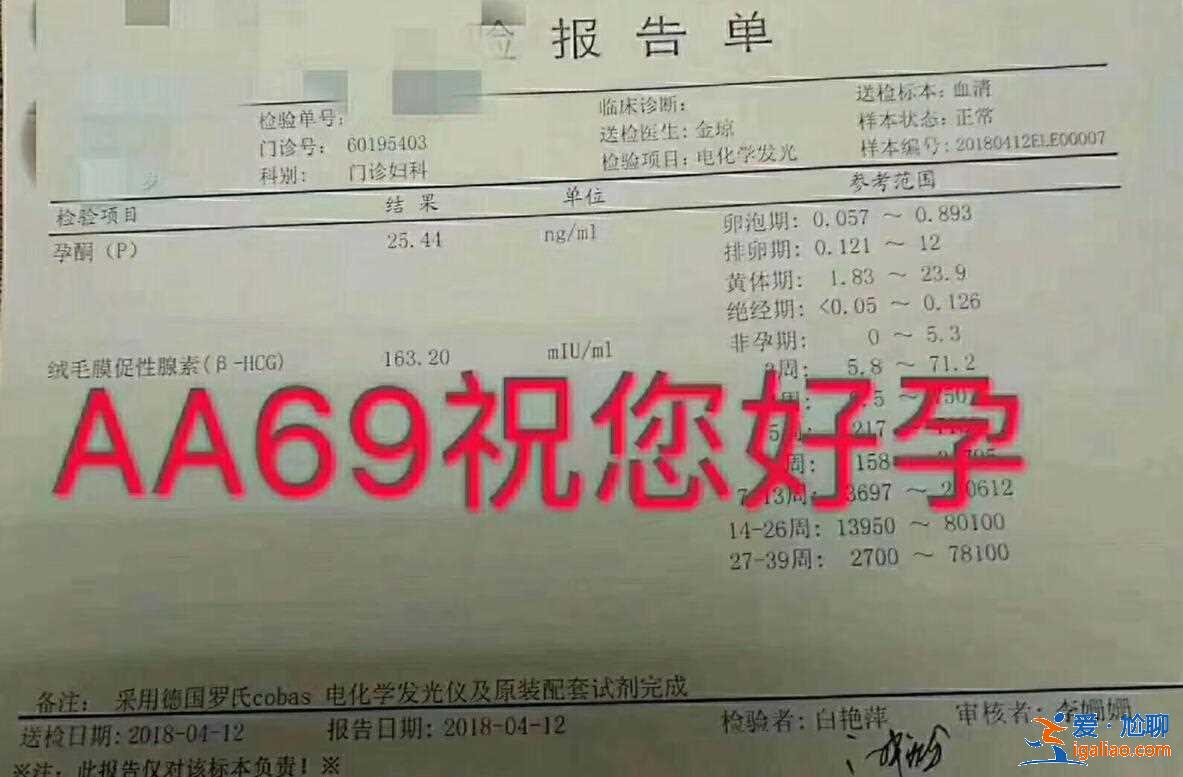 报告单
检验单号:
临床诊断:
送检标本: 血清
门诊号: 60195403
送检医生: 金琼
样本状态: 正常
科别: 门诊妇科
检验项目: 电化学发光
样本编号: 20180412ELE00007
检验项目 结果 单位 参考范围
孕酮 (P) 25.44 ng/ml 卵泡期: 0.057 ~ 0.893
排卵期: 0.121 ~ 12
黄体期: 1.83 ~ 23.9
绝经期: <0.05 ~ 0.126
非孕期: 0 ~ 5.3
绒毛膜促性腺素(β-HCG) 163.20 mIU/ml
周: 5.8 ~ 71.2
AA69祝您好孕
周: 158
13周: 3697 ~
14-26周: 13950 ~ 80100
27-39周: 2700 ~ 78100
备注: 采用德国罗氏cobas 电化学发光仪及原装配套试剂完成
送检日期: 2018-04-12 报告日期: 2018-04-12 检验者: 白艳萍 审核者: 李姗姗
※注: 此报告仅对该标本负责! ※
爱·尬聊
igaliao.com